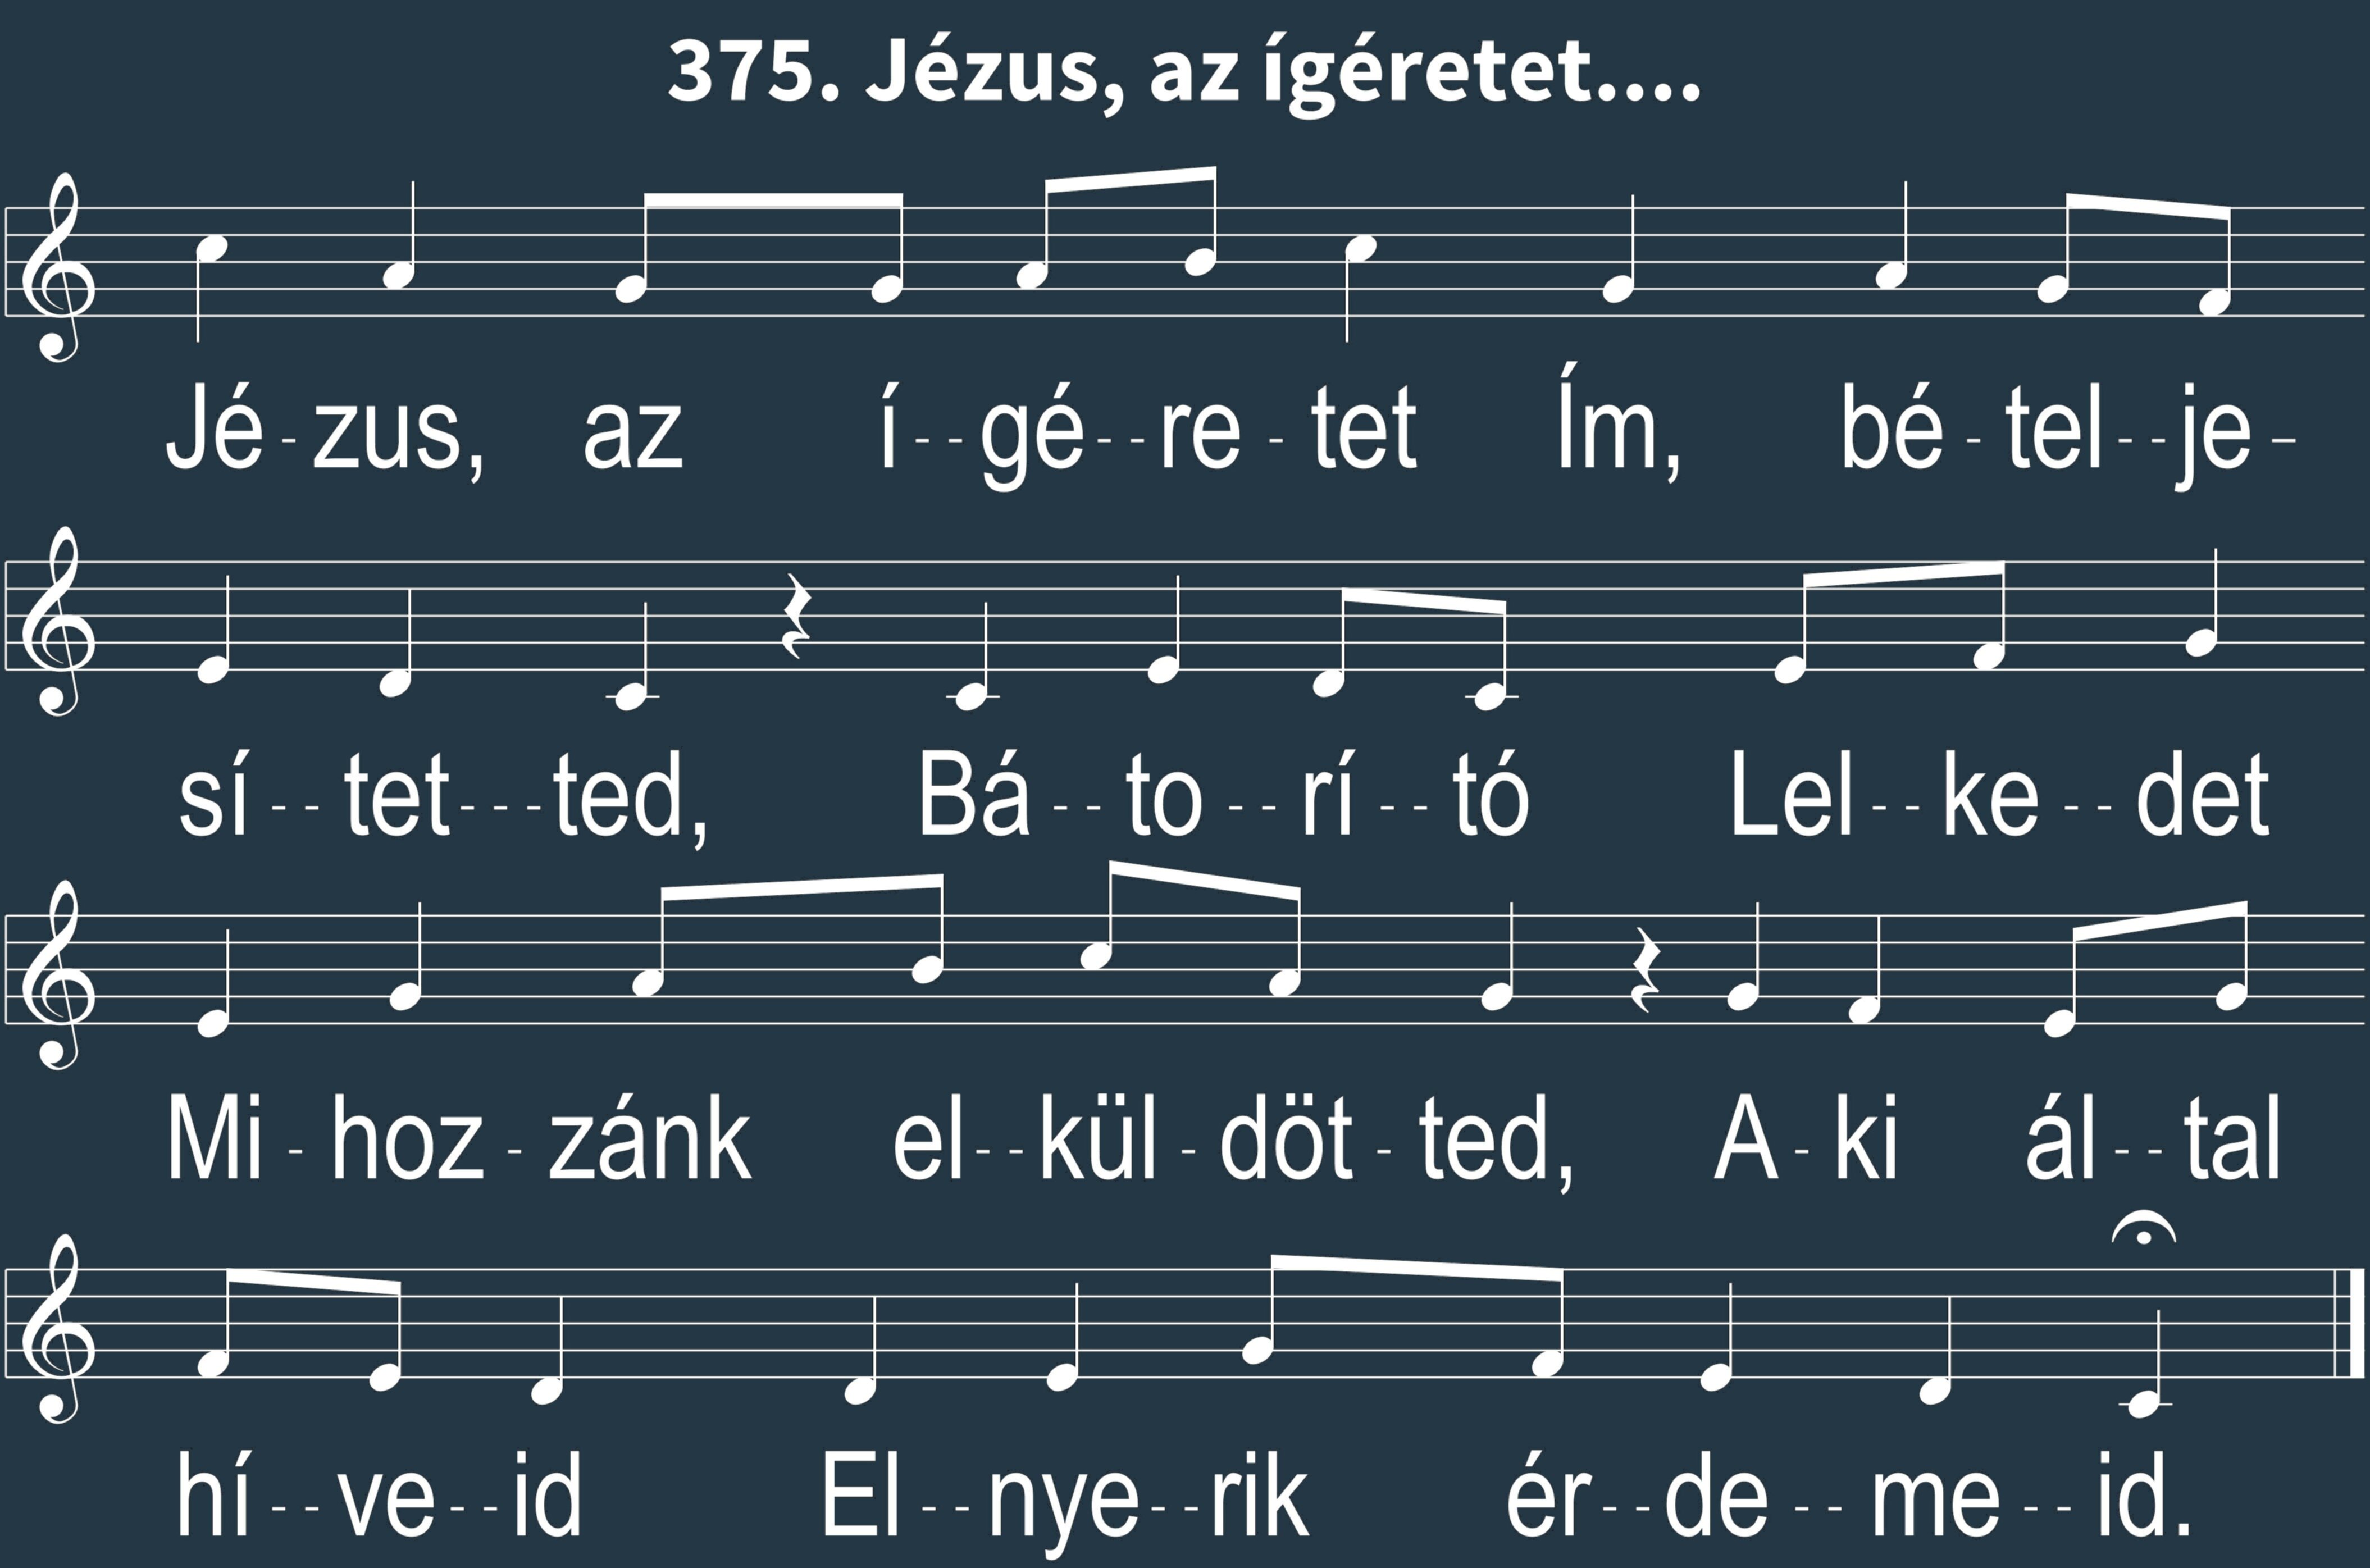 375. Jézus, az ígéretet....
Jé-zus, az í--gé--re-tet Ím, bé-tel--je-
sí--tet---ted, Bá--to--rí--tó Lel--ke--det
Mi-hoz-zánk el--kül-döt-ted, A-ki ál--tal
hí--ve--id El--nye--rik ér--de--me--id.